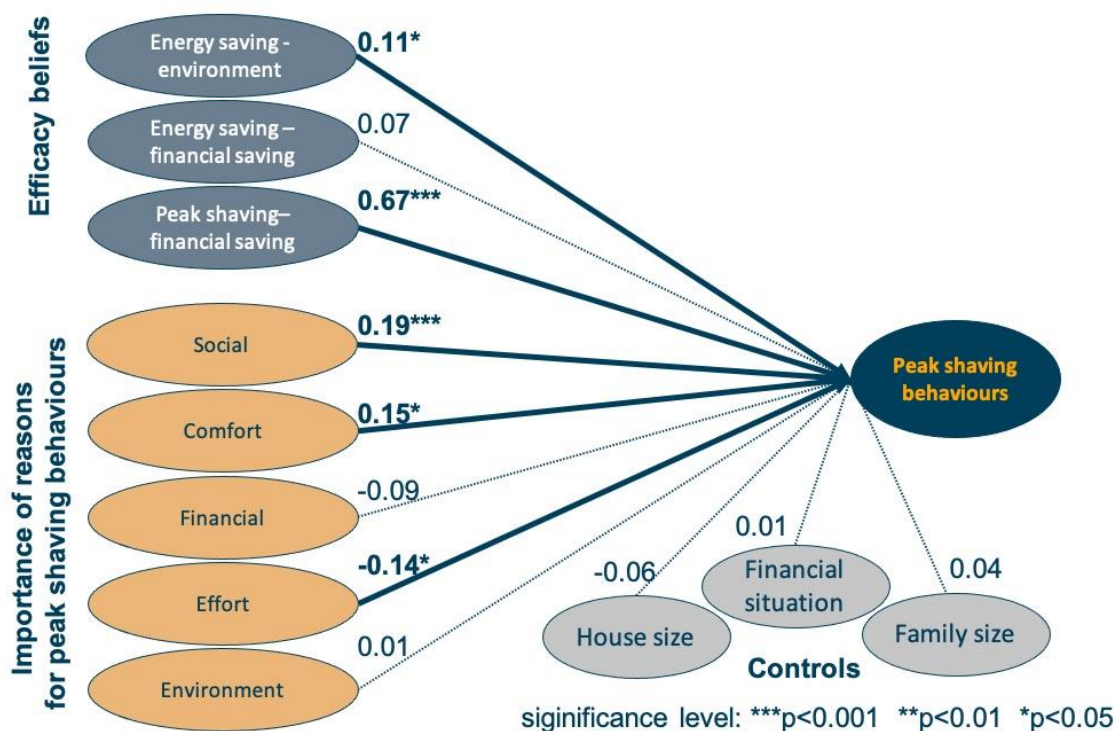 Efficacy beliefs
Energy saving -
environment
0.11*
Energy saving –
financial saving
0.07
Peak shaving–
financial saving
0.67***
Importance of reasons
for peak shaving behaviours
Social
0.19***
Comfort
0.15*
Financial
-0.09
Effort
-0.14*
Environment
0.01
Peak shaving
behaviours
-0.06
House size
0.01
Financial
situation
0.04
Family size
Controls
siginificance level: ***p<0.001 **p<0.01 *p<0.05